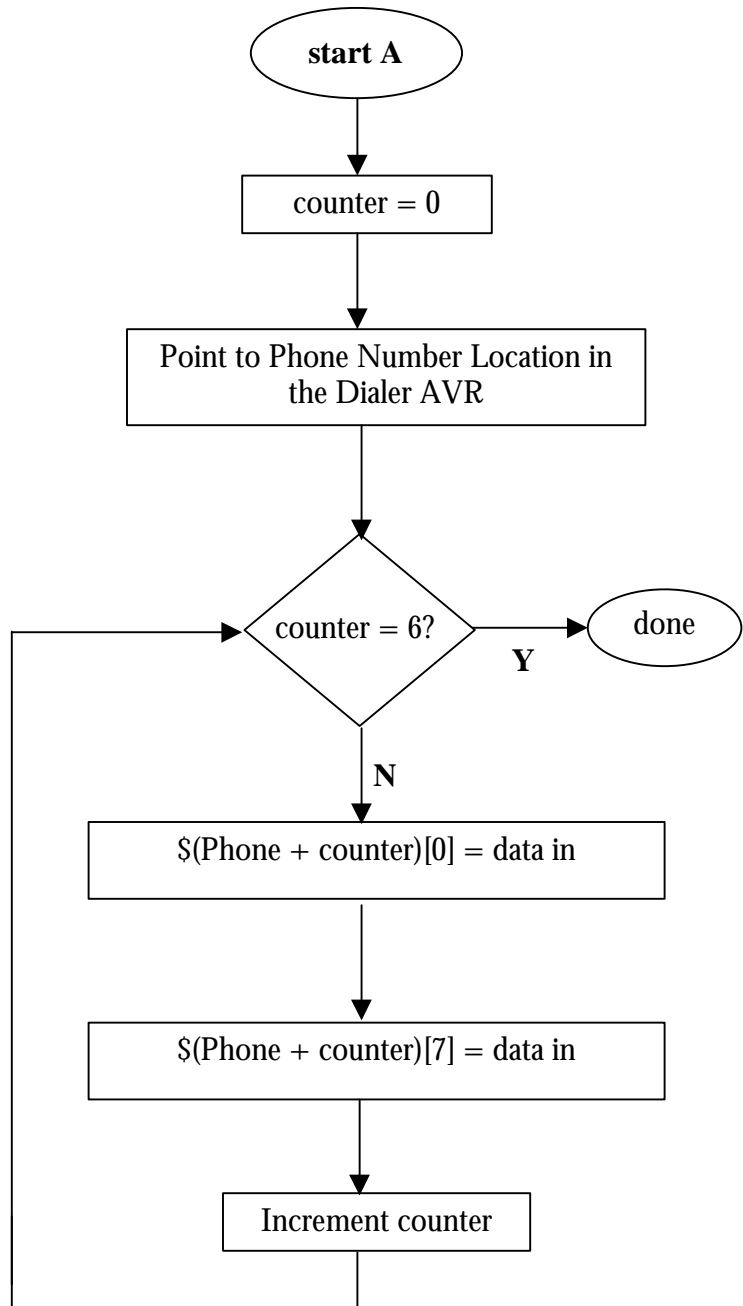 start A
counter = 0
Point to Phone Number Location in
the Dialer AVR
counter = 6?
done
Y
N
$(Phone + counter)[0] = data in
$(Phone + counter)[7] = data in
Increment counter